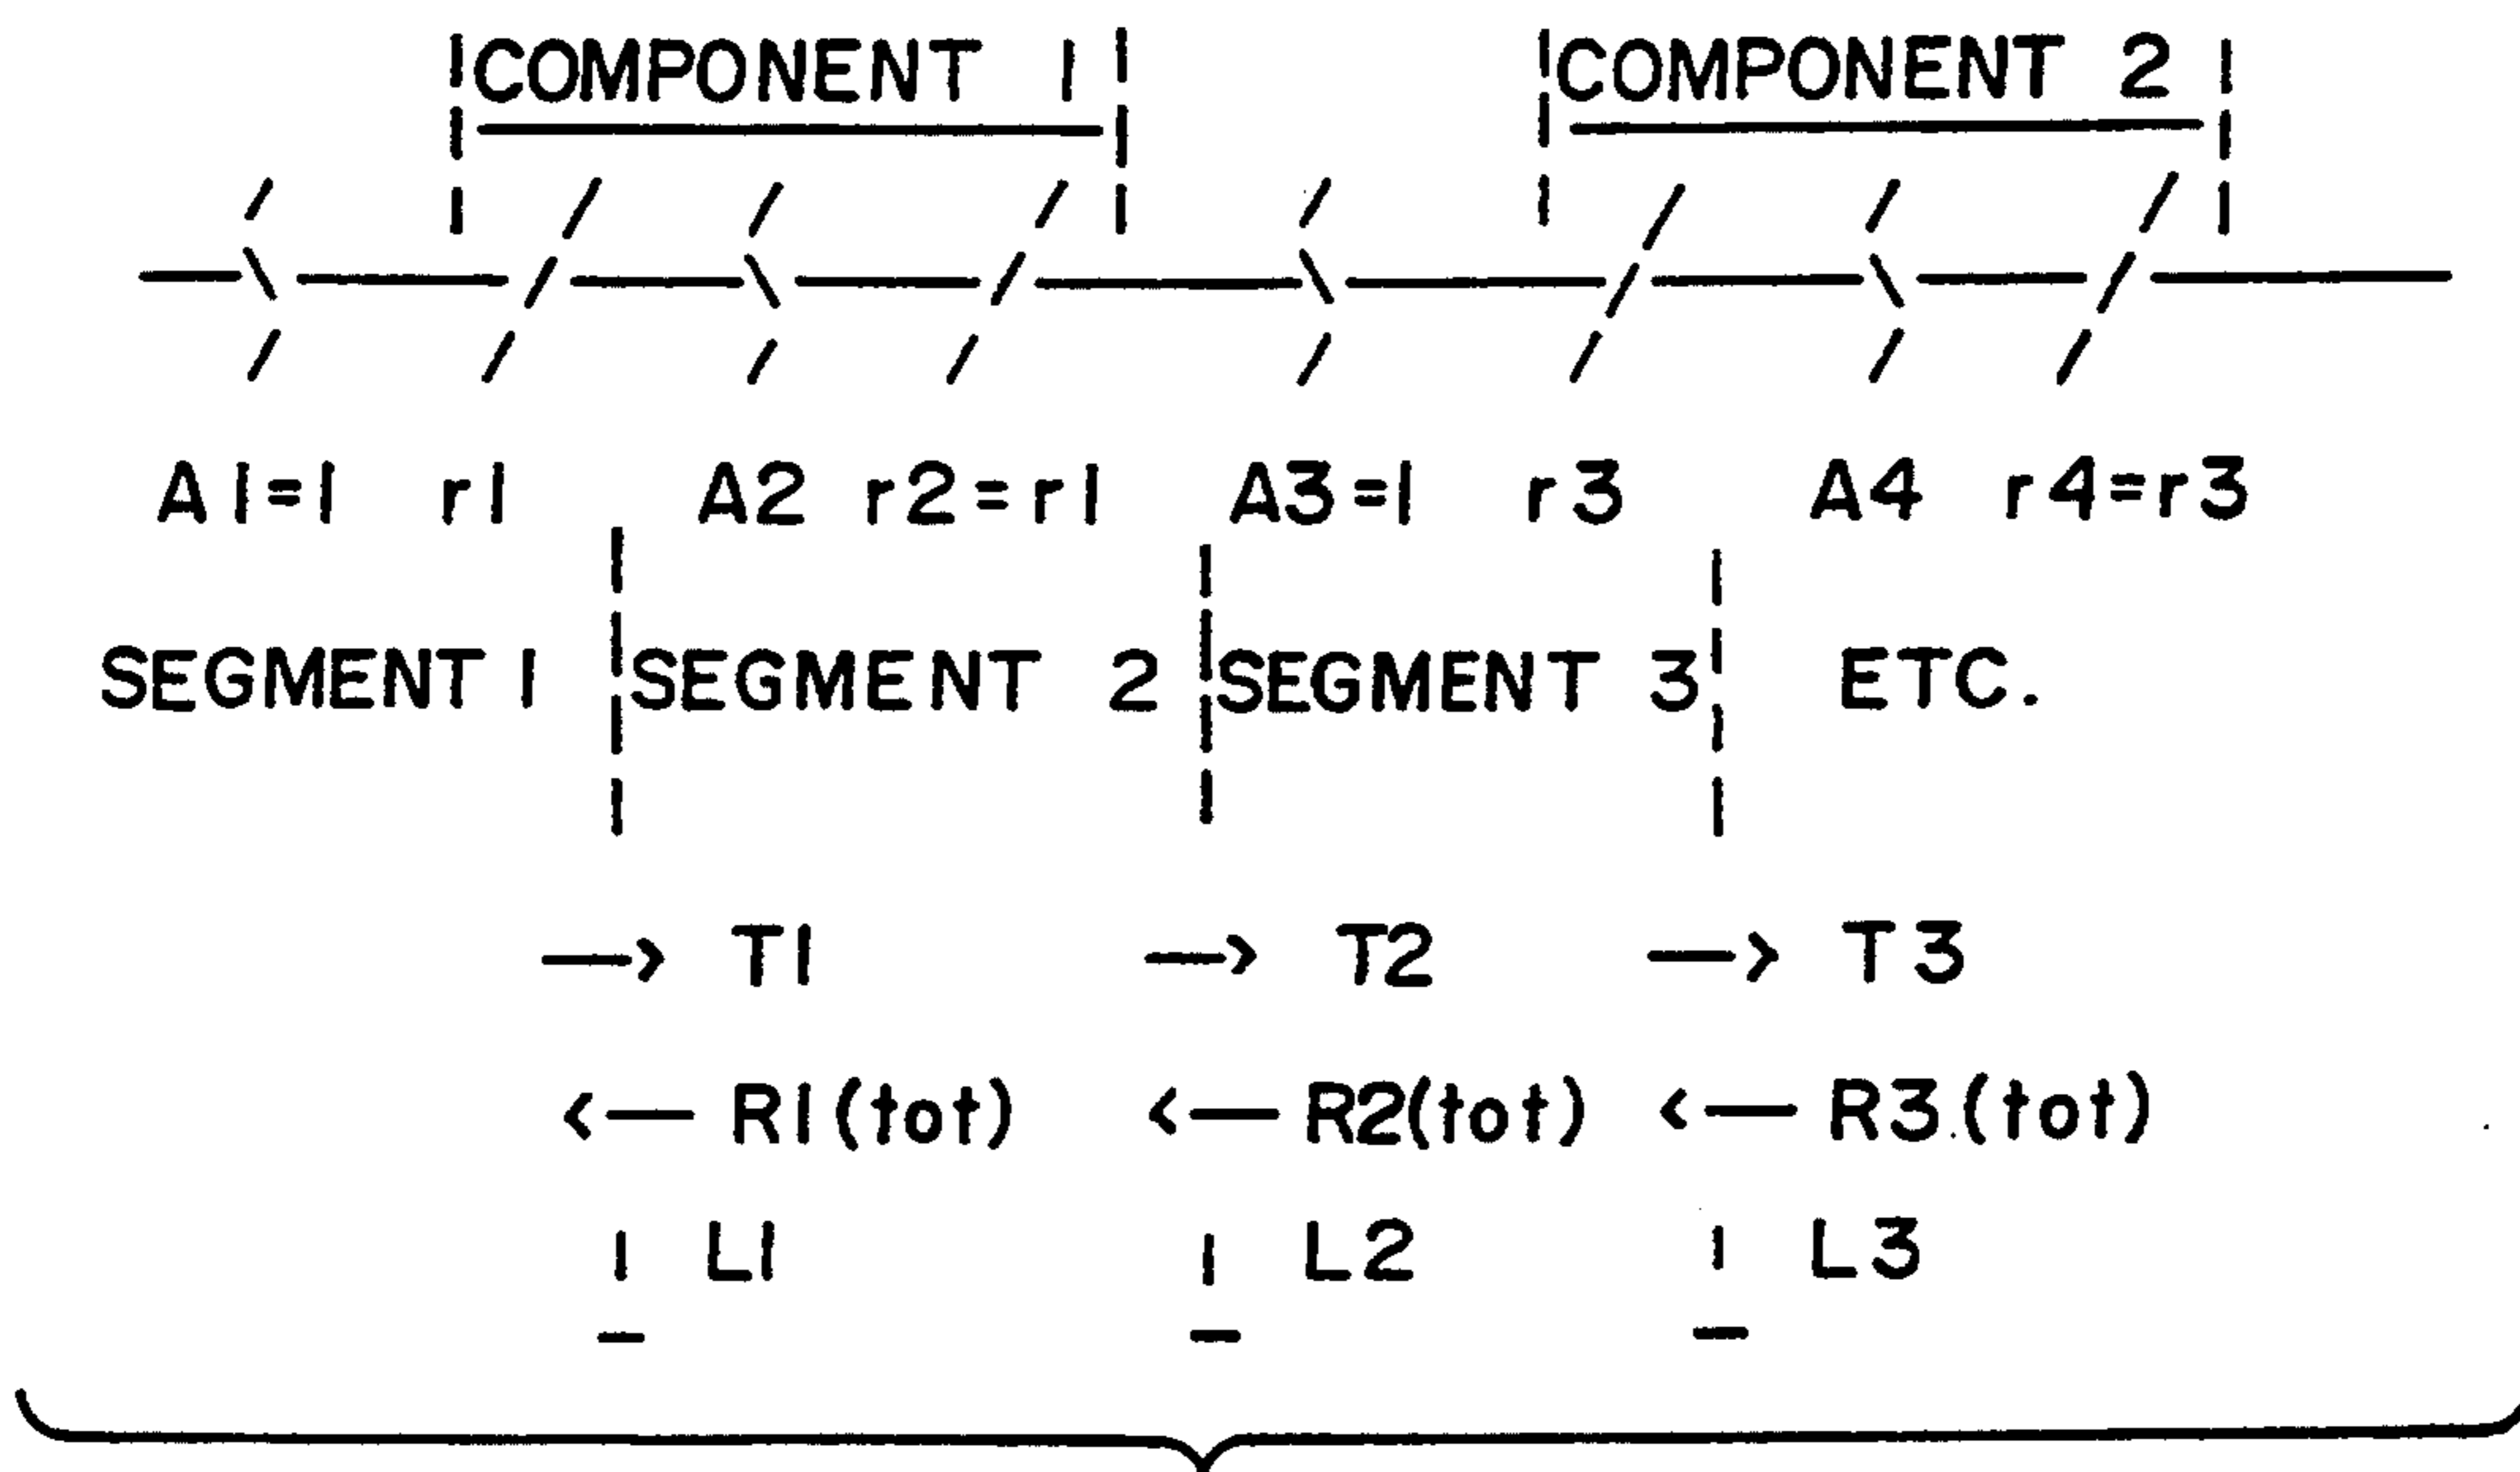 COMPONENT 1 COMPONENT 2
A1=1 r1 A2 r2=r1 A3=1 r3 A4 r4=r3
SEGMENT 1 SEGMENT 2 SEGMENT 3 ETC.
T1 T2 T3
R1(tot) R2(tot) R3(tot)
L1 L2 L3